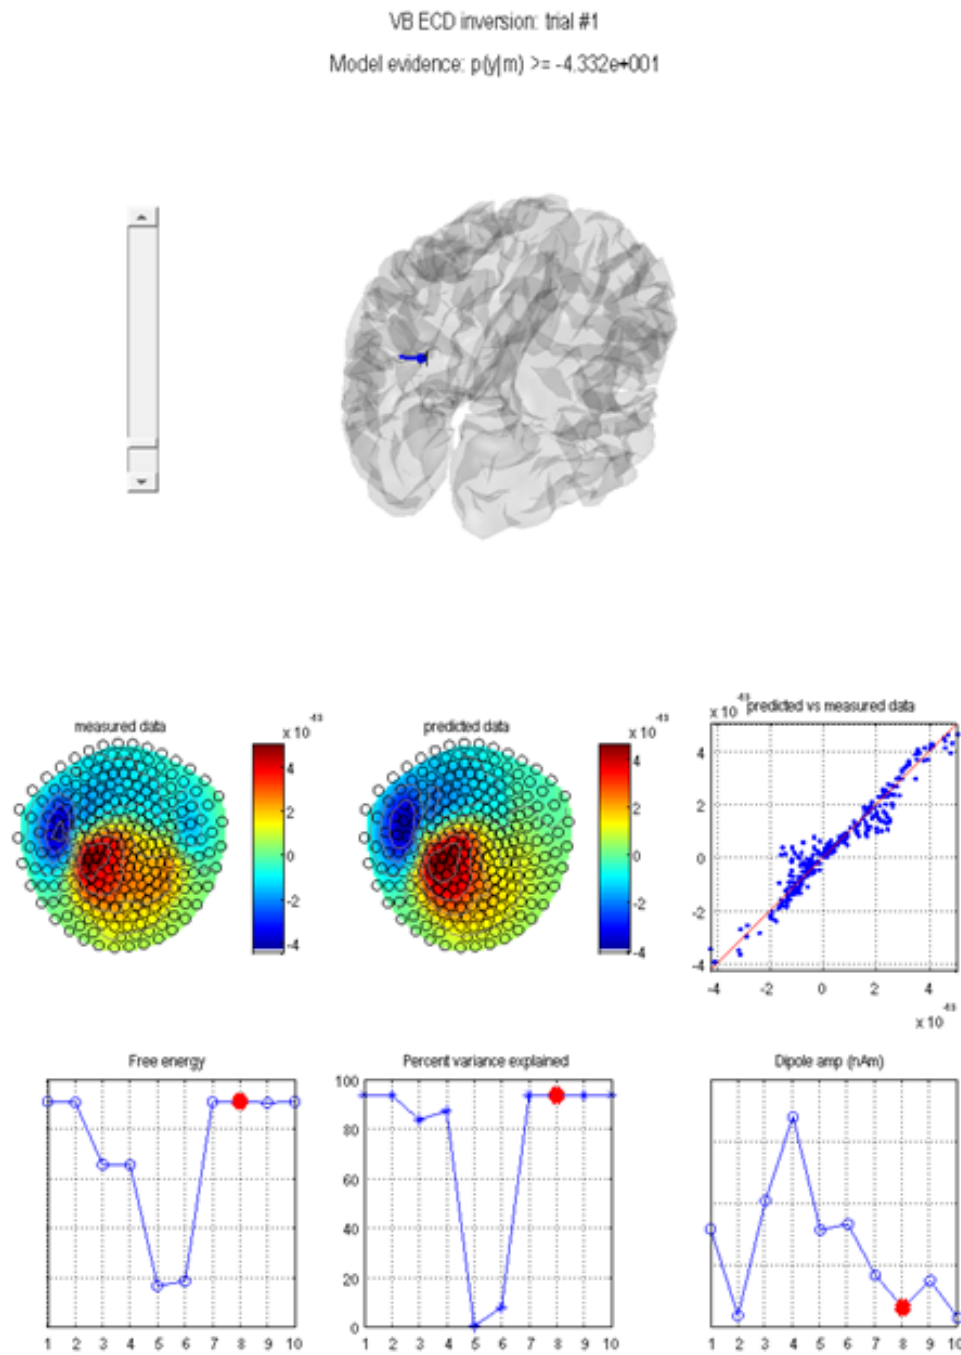 VB ECD inversion: trial #1
Model evidence: p(y|m) >= -4.332e+001
measured data
x 10
4
2
0
-2
-4
predicted data
x 10
4
2
0
-2
-4
x 10
predicted vs measured data
4
2
0
-2
-4
-4
-2
0
2
4
x 10
Free energy
1 2 3 4 5 6 7 8 9 10
Percent variance explained
100
80
60
40
20
0
1 2 3 4 5 6 7 8 9 10
Dipole amp (nAm)
1 2 3 4 5 6 7 8 9 10